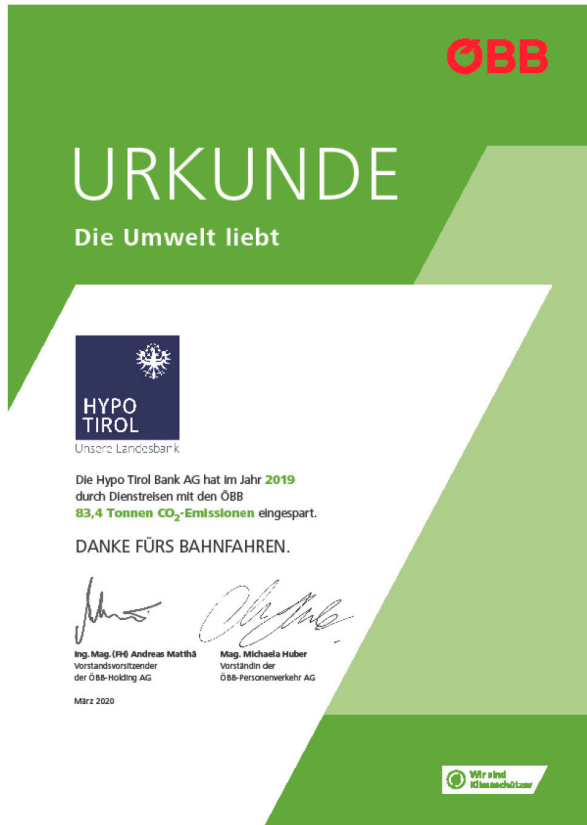 ÖBB
URKUNDE
Die Umwelt liebt
HYPO
TIROL
Unsere Landesbank
Die Hypo Tirol Bank AG hat im Jahr 2019
durch Dienstreisen mit den ÖBB
83,4 Tonnen CO₂-Emissionen eingespart.
DANKE FÜRS BAHNFAHREN.
Ing. Mag. (FH) Andreas Matthä
Vorstandsvorsitzender
der ÖBB-Holding AG
Mag. Michaela Huber
Vorständin der
ÖBB-Personenverkehr AG
März 2020
Wir sind
Klimaschützer